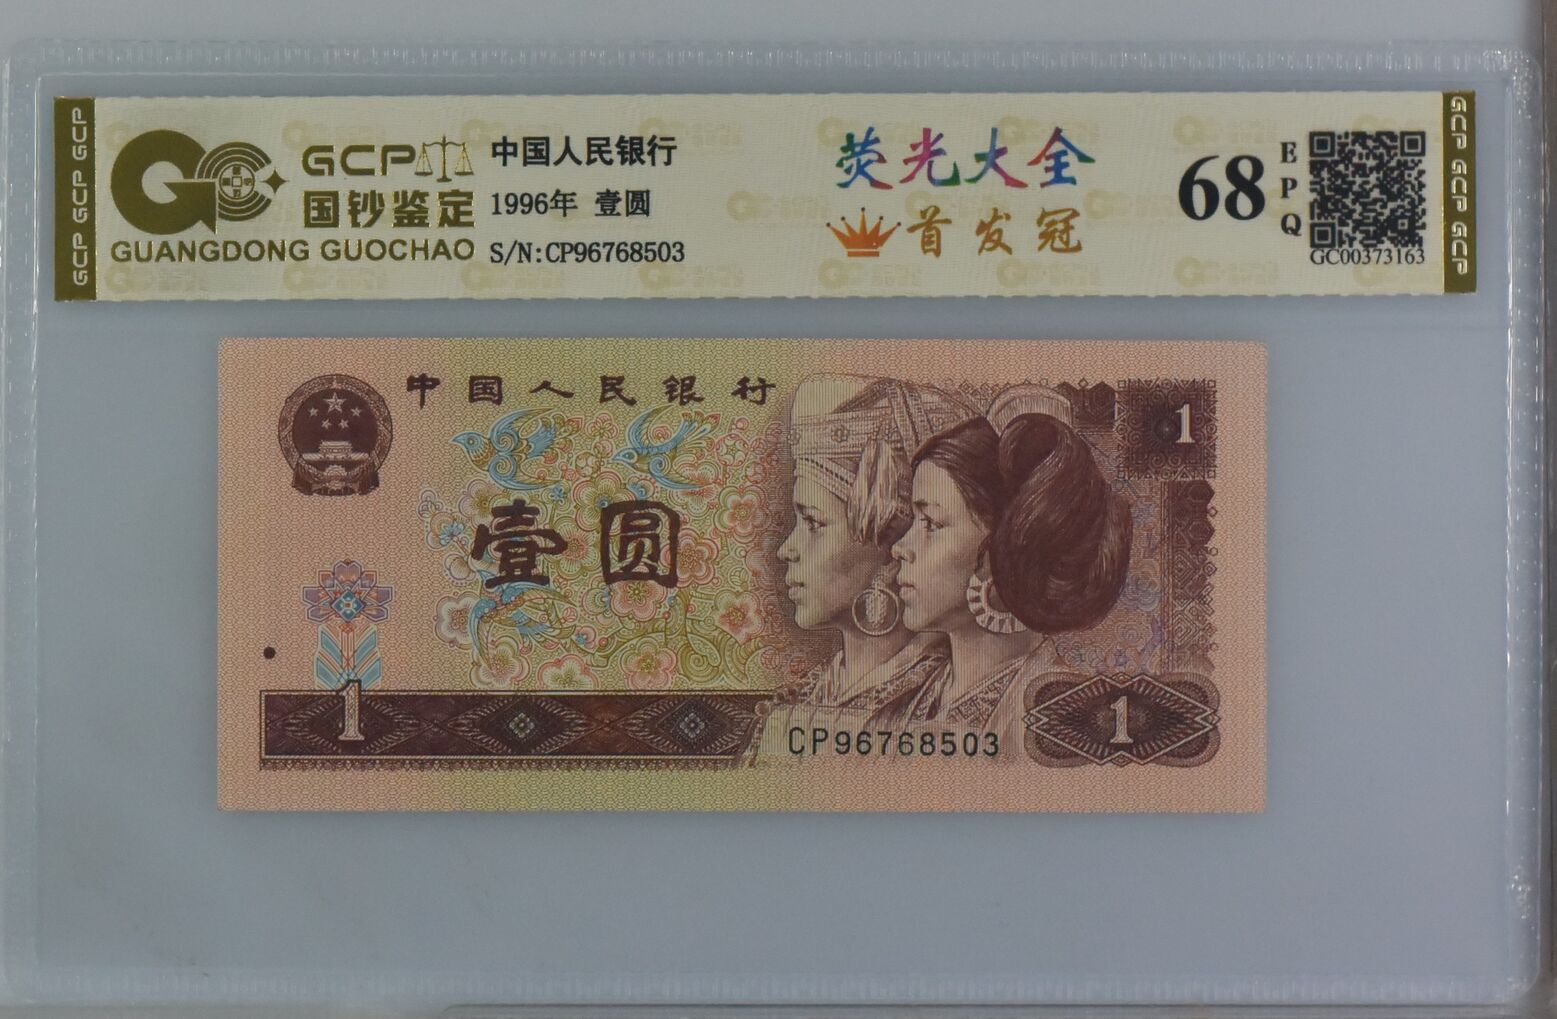 GCP GCP GCP
GCP
国钞鉴定
GUANGDONG GUOCHAO
中国人民银行
1996年 壹圆
S/N:CP96768503
荧光大全
首发冠
68
EPQ
GC00373163
GCP GCP GCP
中国人民银行
1
壹圆
1
1
CP96768503